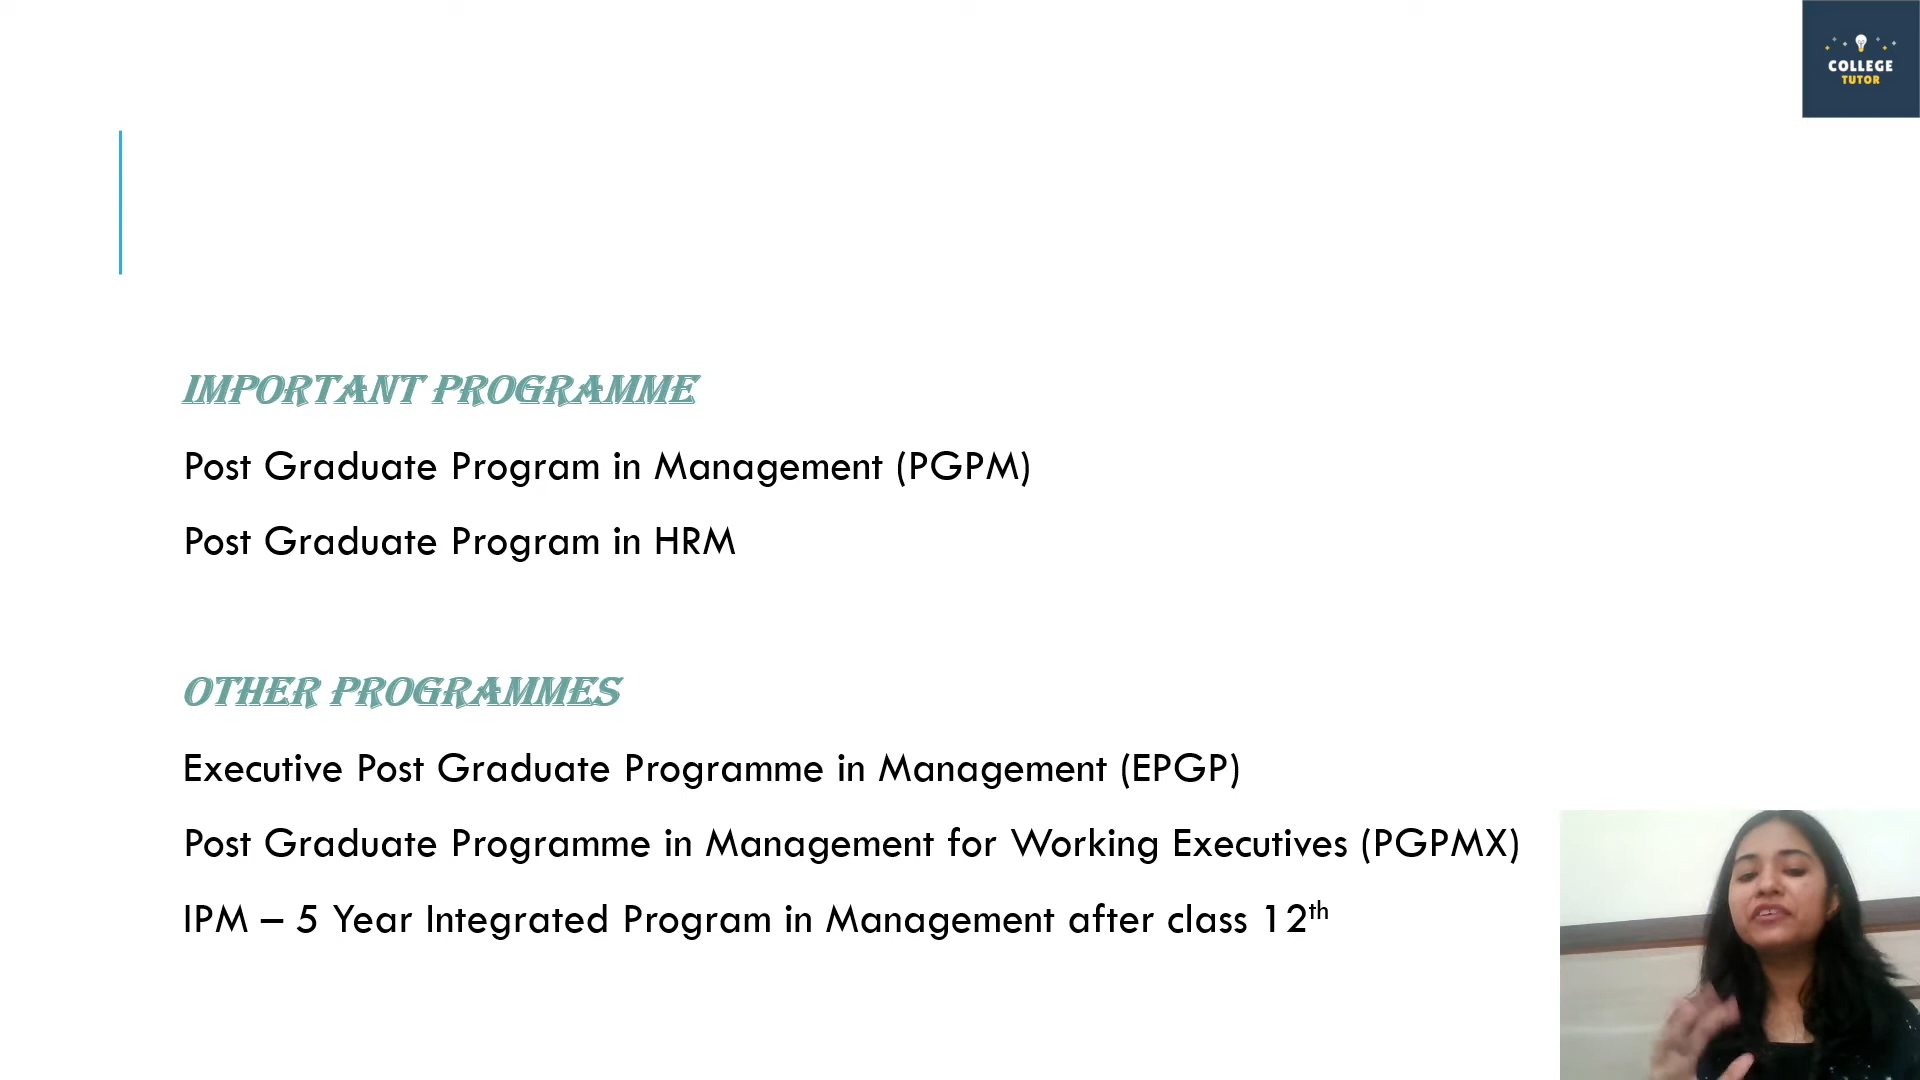 COLLEGE
TUTOR
IMPORTANT PROGRAMME
Post Graduate Program in Management (PGPM)
Post Graduate Program in HRM
OTHER PROGRAMMES
Executive Post Graduate Programme in Management (EPGP)
Post Graduate Programme in Management for Working Executives (PGPMX)
IPM – 5 Year Integrated Program in Management after class 12th